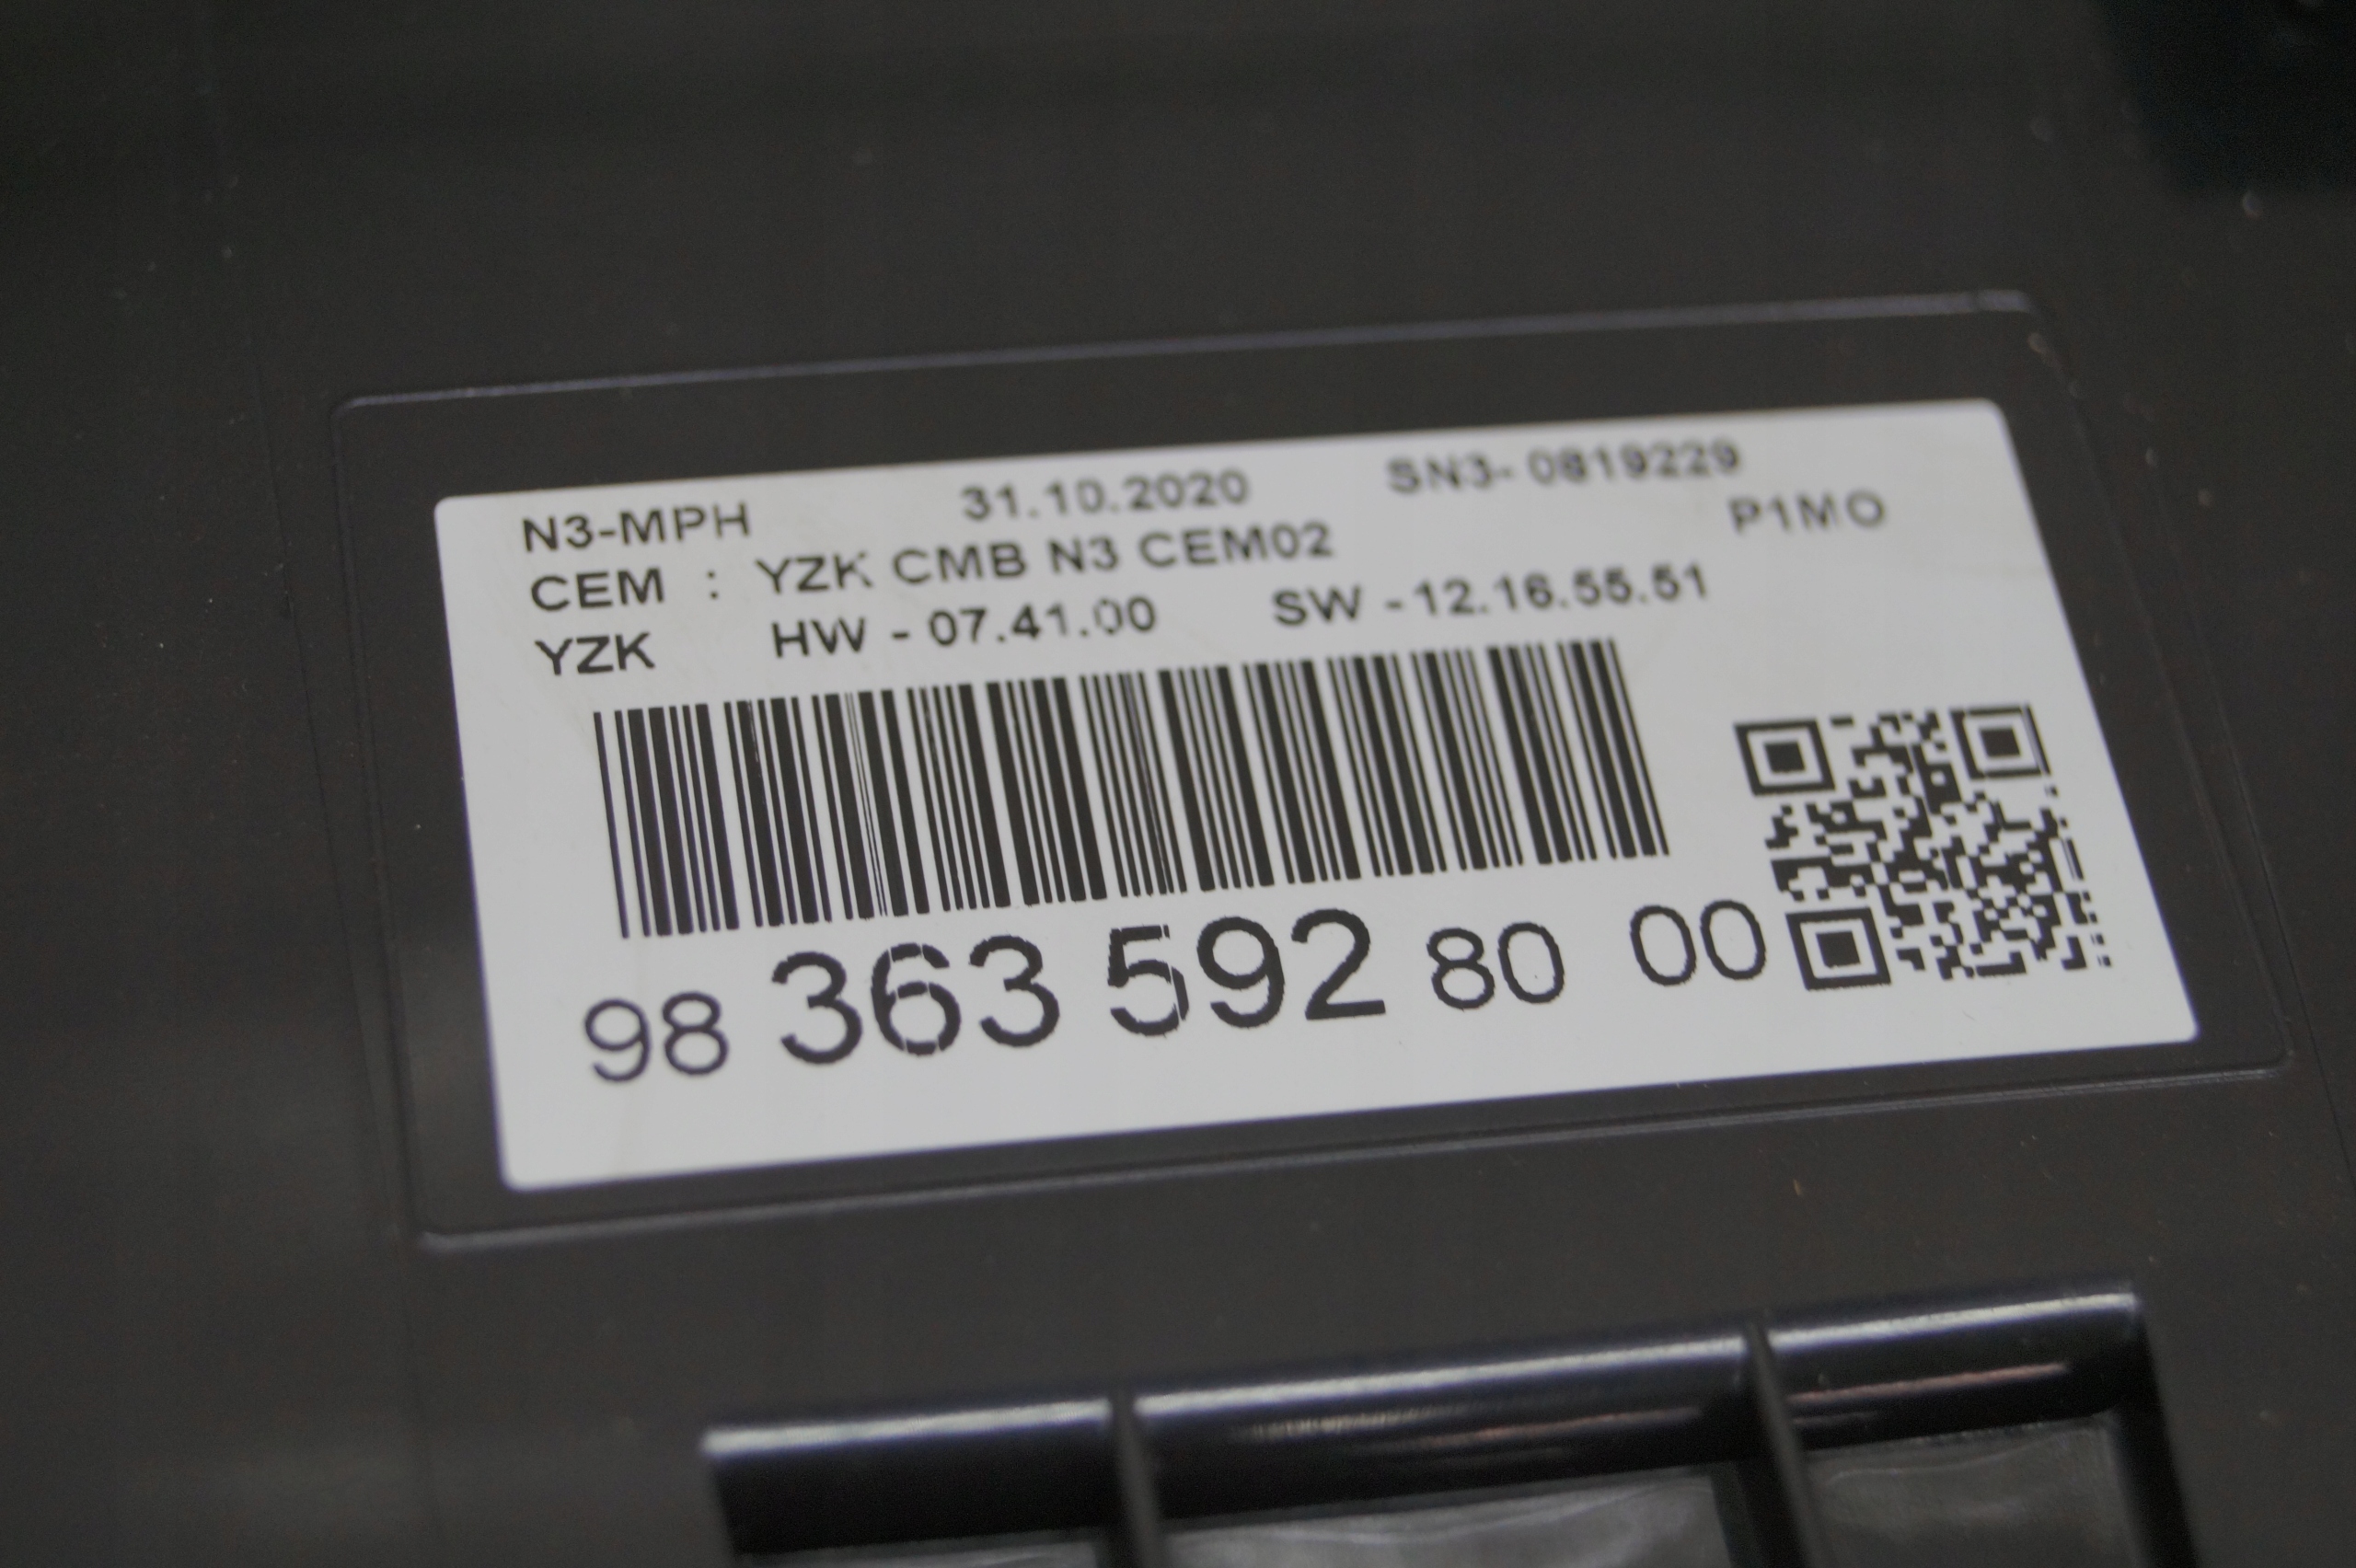 N3-MPH 31.10.2020 SN3- 0819229
CEM : YZK CMB N3 CEM02 P1MO
YZK HW - 07.41.00 SW - 12.16.55.51
98 363 592 80 00